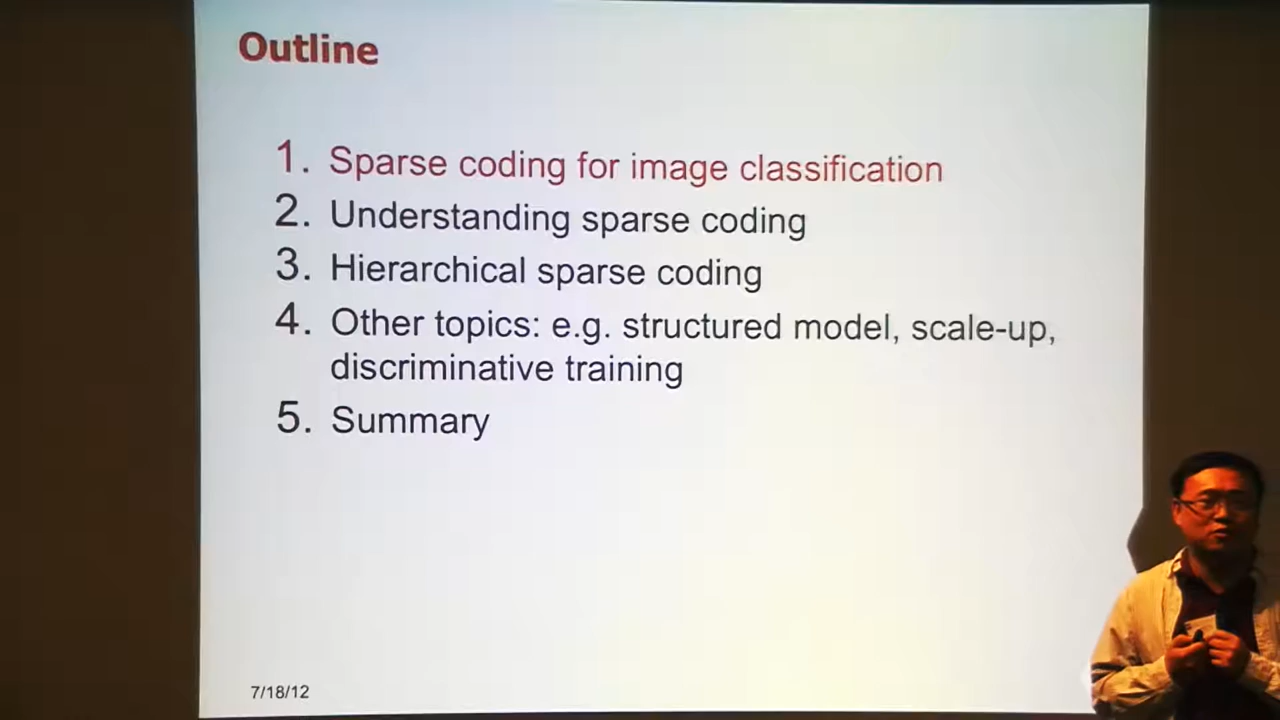 Outline
1. Sparse coding for image classification
2. Understanding sparse coding
3. Hierarchical sparse coding
4. Other topics: e.g. structured model, scale-up,
discriminative training
5. Summary
7/18/12